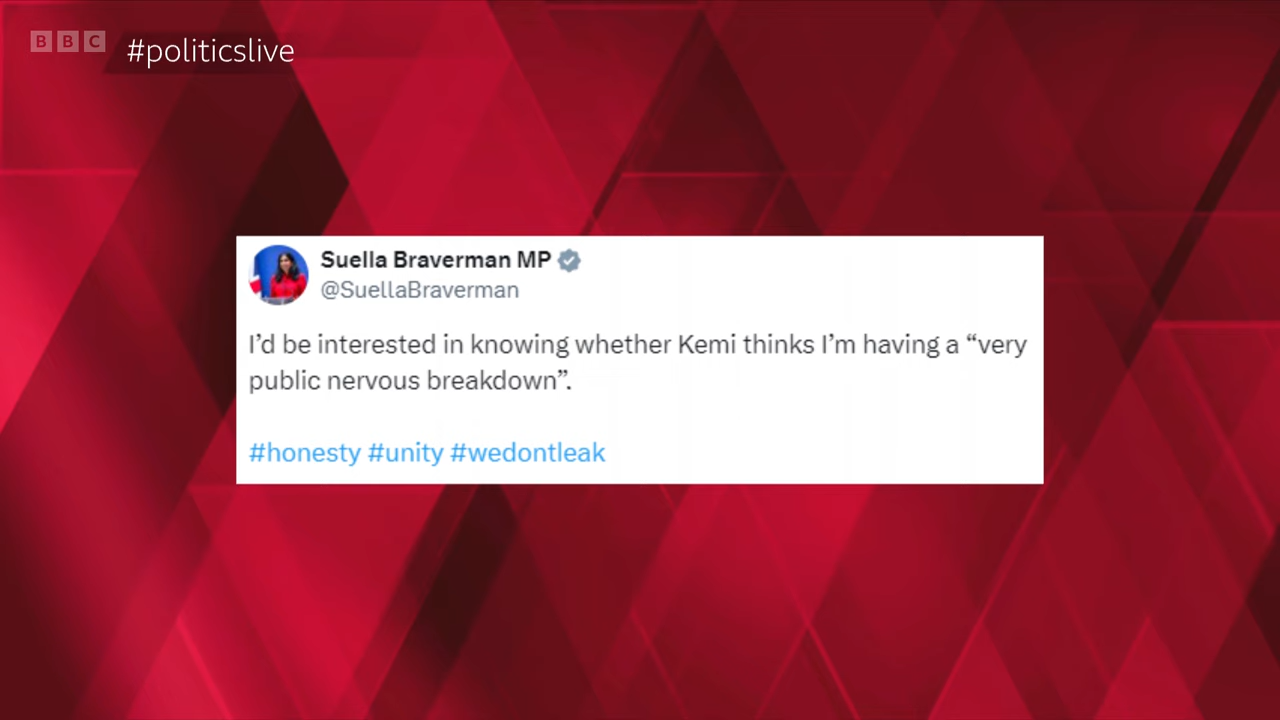 BBC #politicslive
Suella Braverman MP
@SuellaBraverman
I’d be interested in knowing whether Kemi thinks I’m having a “very
public nervous breakdown”.
#honesty #unity #wedontleak